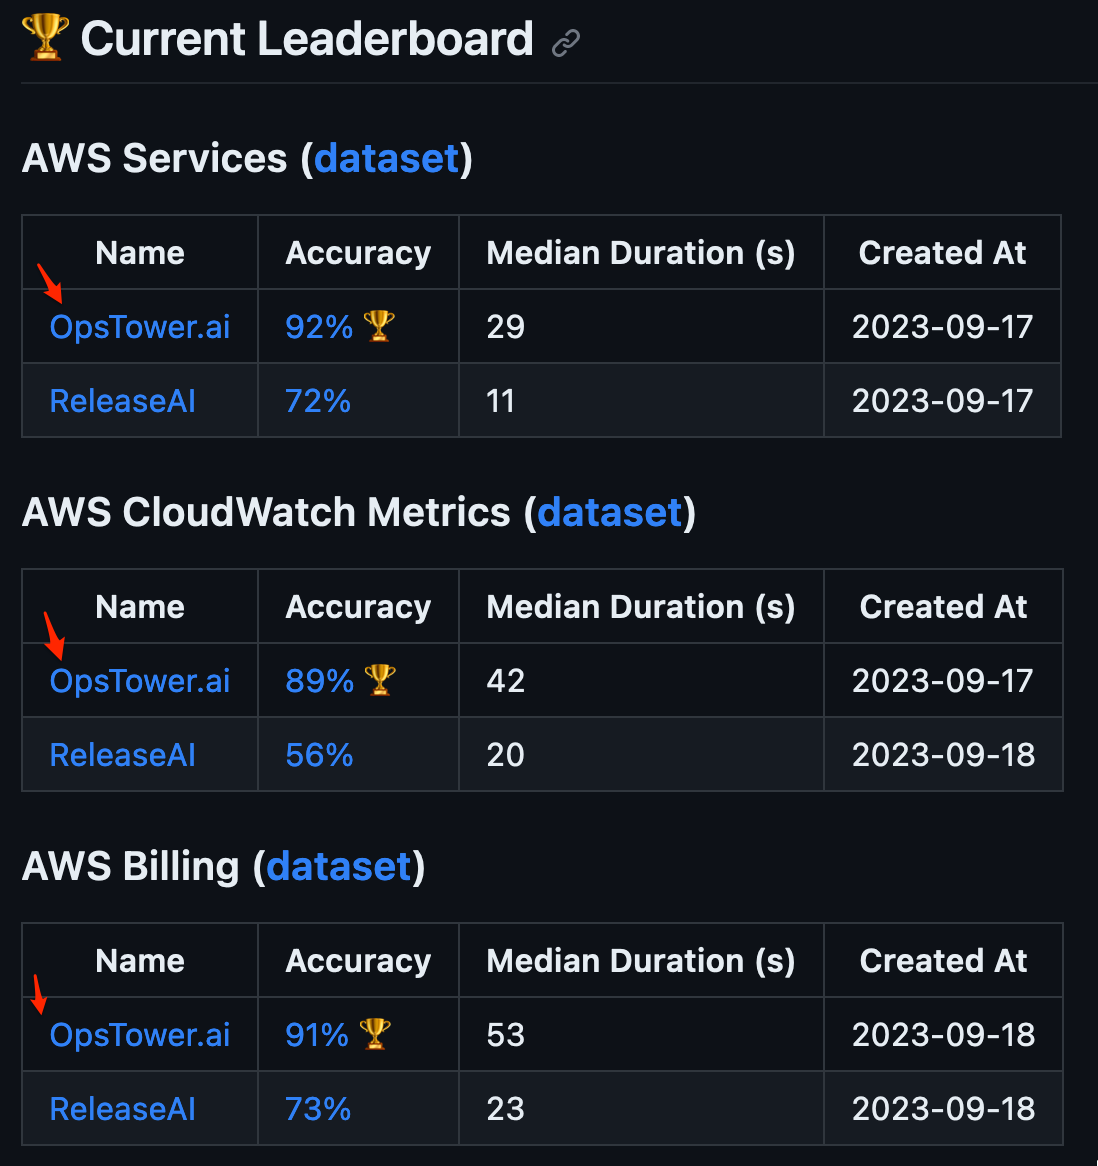 🏆 Current Leaderboard
AWS Services (dataset)
Name Accuracy Median Duration (s) Created At
OpsTower.ai 92% 🏆 29 2023-09-17
ReleaseAI 72% 11 2023-09-17
AWS CloudWatch Metrics (dataset)
Name Accuracy Median Duration (s) Created At
OpsTower.ai 89% 🏆 42 2023-09-17
ReleaseAI 56% 20 2023-09-18
AWS Billing (dataset)
Name Accuracy Median Duration (s) Created At
OpsTower.ai 91% 🏆 53 2023-09-18
ReleaseAI 73% 23 2023-09-18